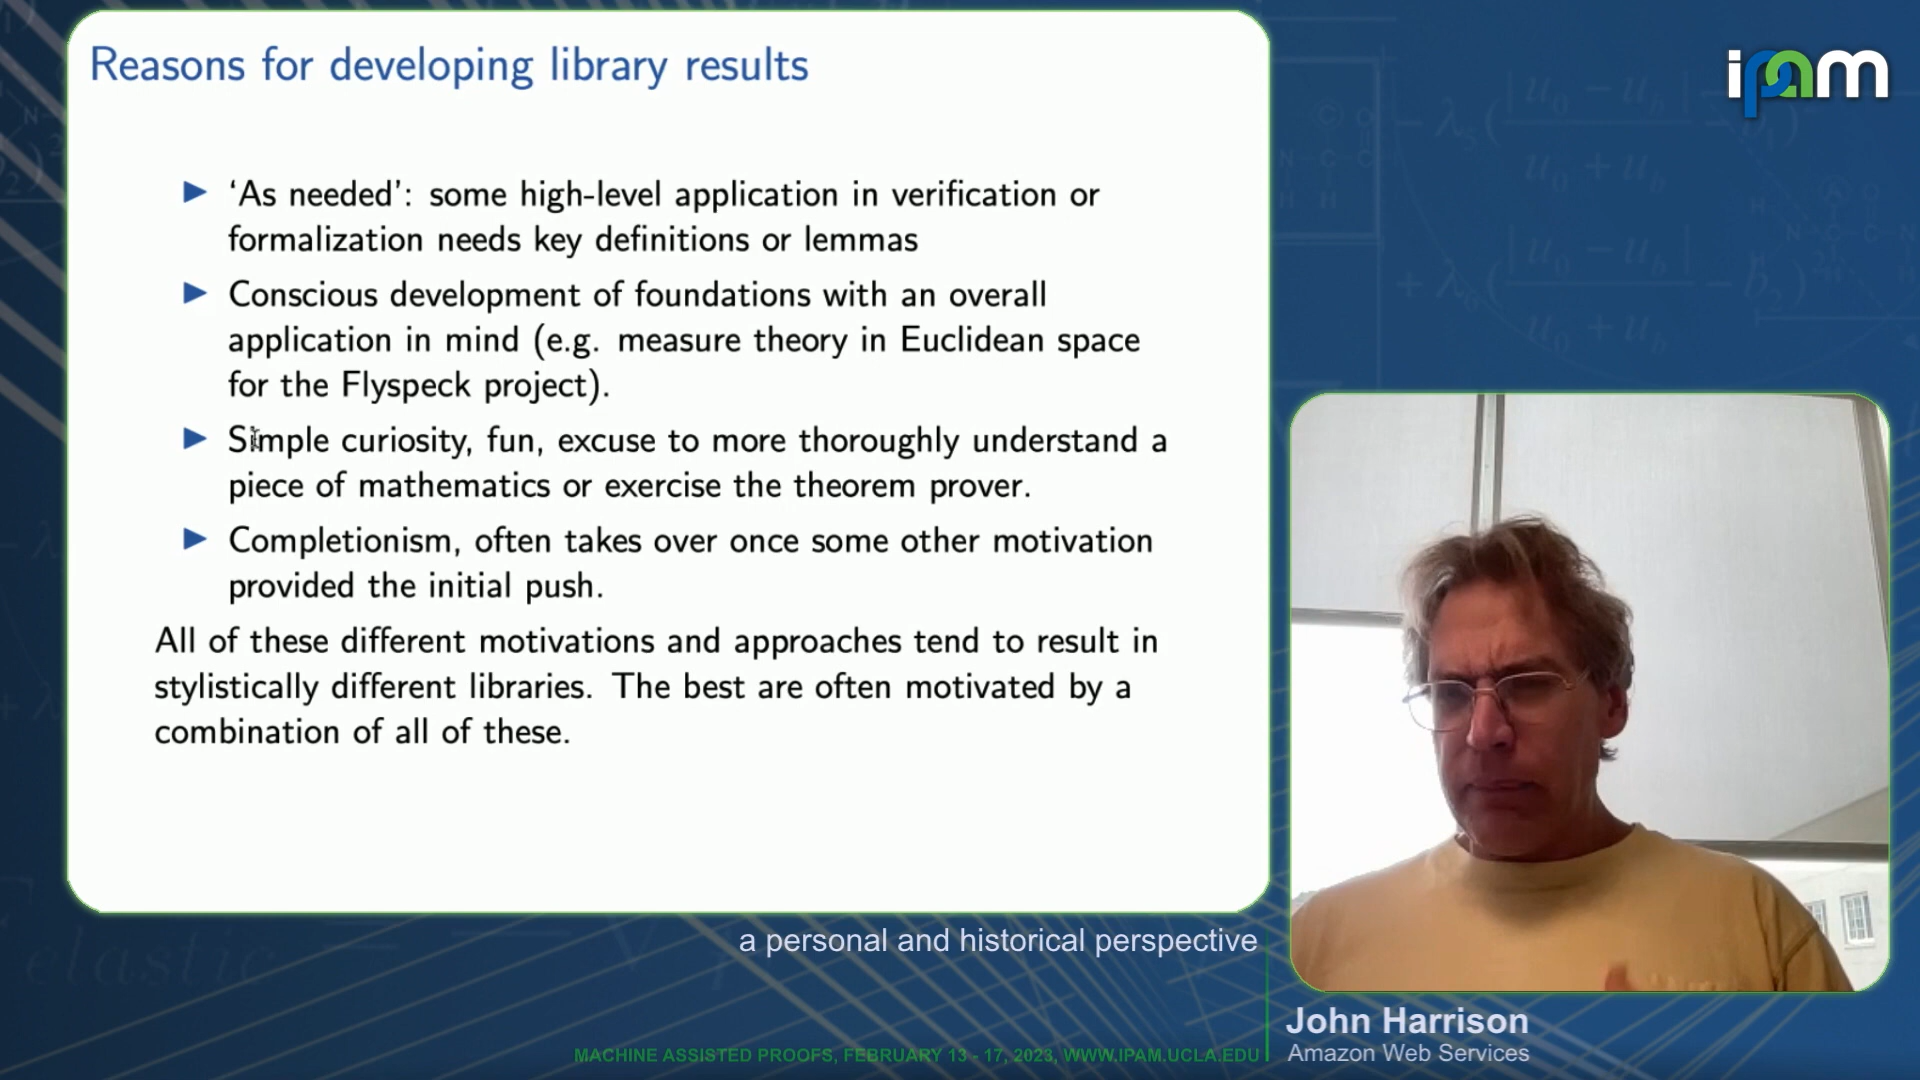 Reasons for developing library results
ipam
‘As needed’: some high-level application in verification or
formalization needs key definitions or lemmas
Conscious development of foundations with an overall
application in mind (e.g. measure theory in Euclidean space
for the Flyspeck project).
Simple curiosity, fun, excuse to more thoroughly understand a
piece of mathematics or exercise the theorem prover.
Completionism, often takes over once some other motivation
provided the initial push.
All of these different motivations and approaches tend to result in
stylistically different libraries. The best are often motivated by a
combination of all of these.
a personal and historical perspective
elastic
John Harrison
Amazon Web Services
MACHINE ASSISTED PROOFS, FEBRUARY 13 - 17, 2023, WWW.IPAM.UCLA.EDU